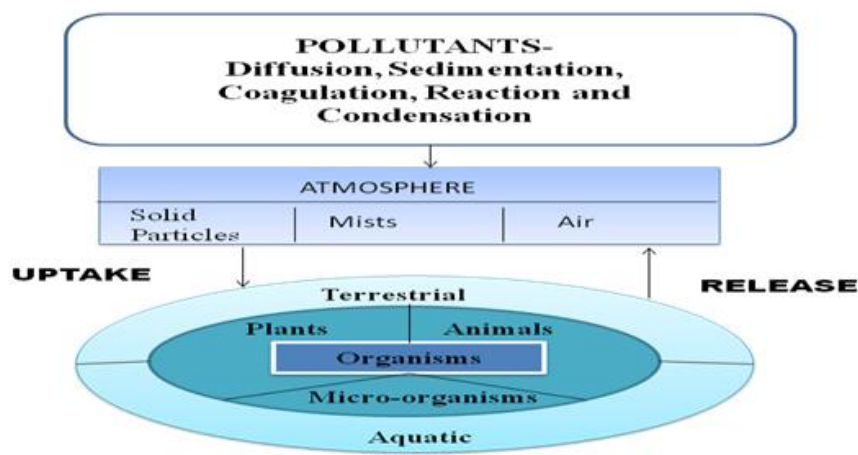 POLLUTANTS-
Diffusion, Sedimentation,
Coagulation, Reaction and
Condensation
ATMOSPHERE
Solid
Particles
Mists
Air
UPTAKE
RELEASE
Terrestrial
Plants
Animals
Organisms
Micro-organisms
Aquatic